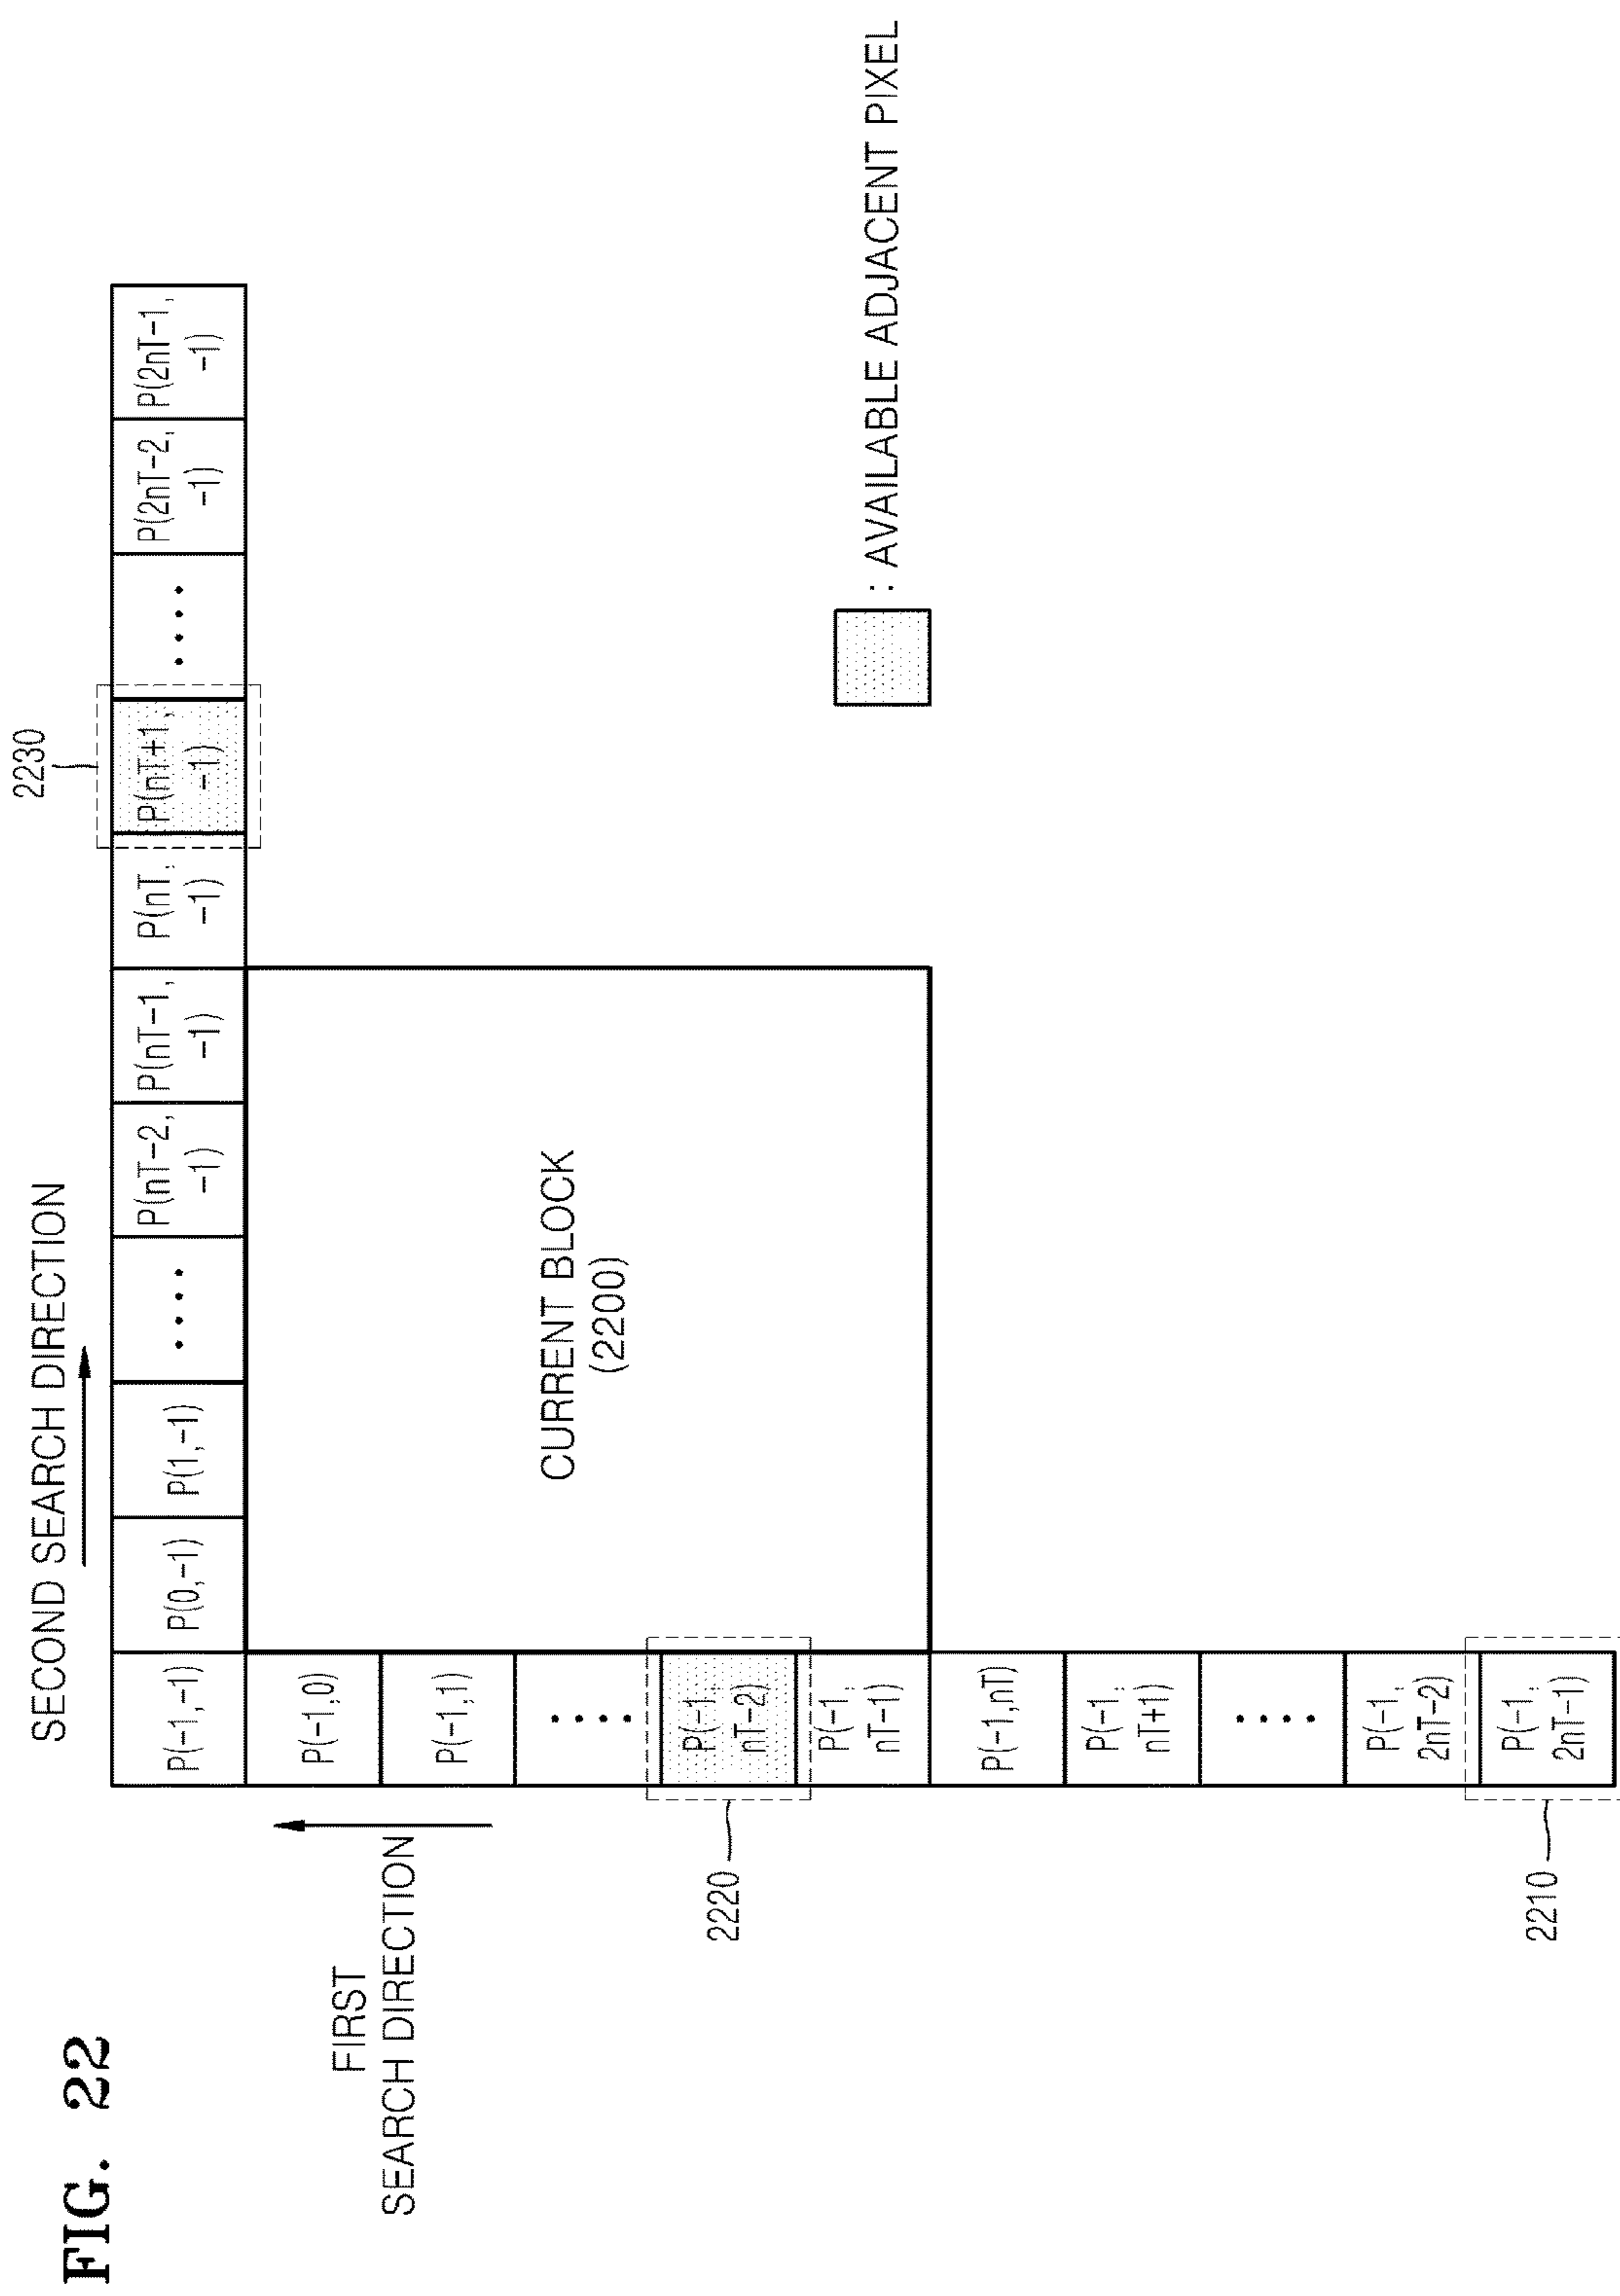 FIG. 22
SECOND SEARCH DIRECTION
2230
P(-1,-1)
P(0,-1)
P(1,-1)
....
P(nT-2,
-1)
P(nT-1,
-1)
P(nT,
-1)
P(nT+1,
-1)
....
P(2nT-2,
-1)
P(2nT-1,
-1)
FIRST
SEARCH DIRECTION
P(-1,0)
P(-1,1)
....
2220
P(-1,
nT-2)
P(-1,
nT-1)
P(-1,nT)
P(-1,
nT+1)
....
P(-1,
2nT-2)
2210
P(-1,
2nT-1)
CURRENT BLOCK
(2200)
: AVAILABLE ADJACENT PIXEL